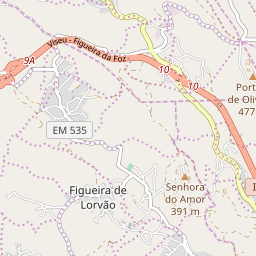 Viseu - Figueira da Foz
9A
10
10
Port
de Oli
477
EM 535
Figueira de
Lorvão
Senhora
do Amor
391 m
I